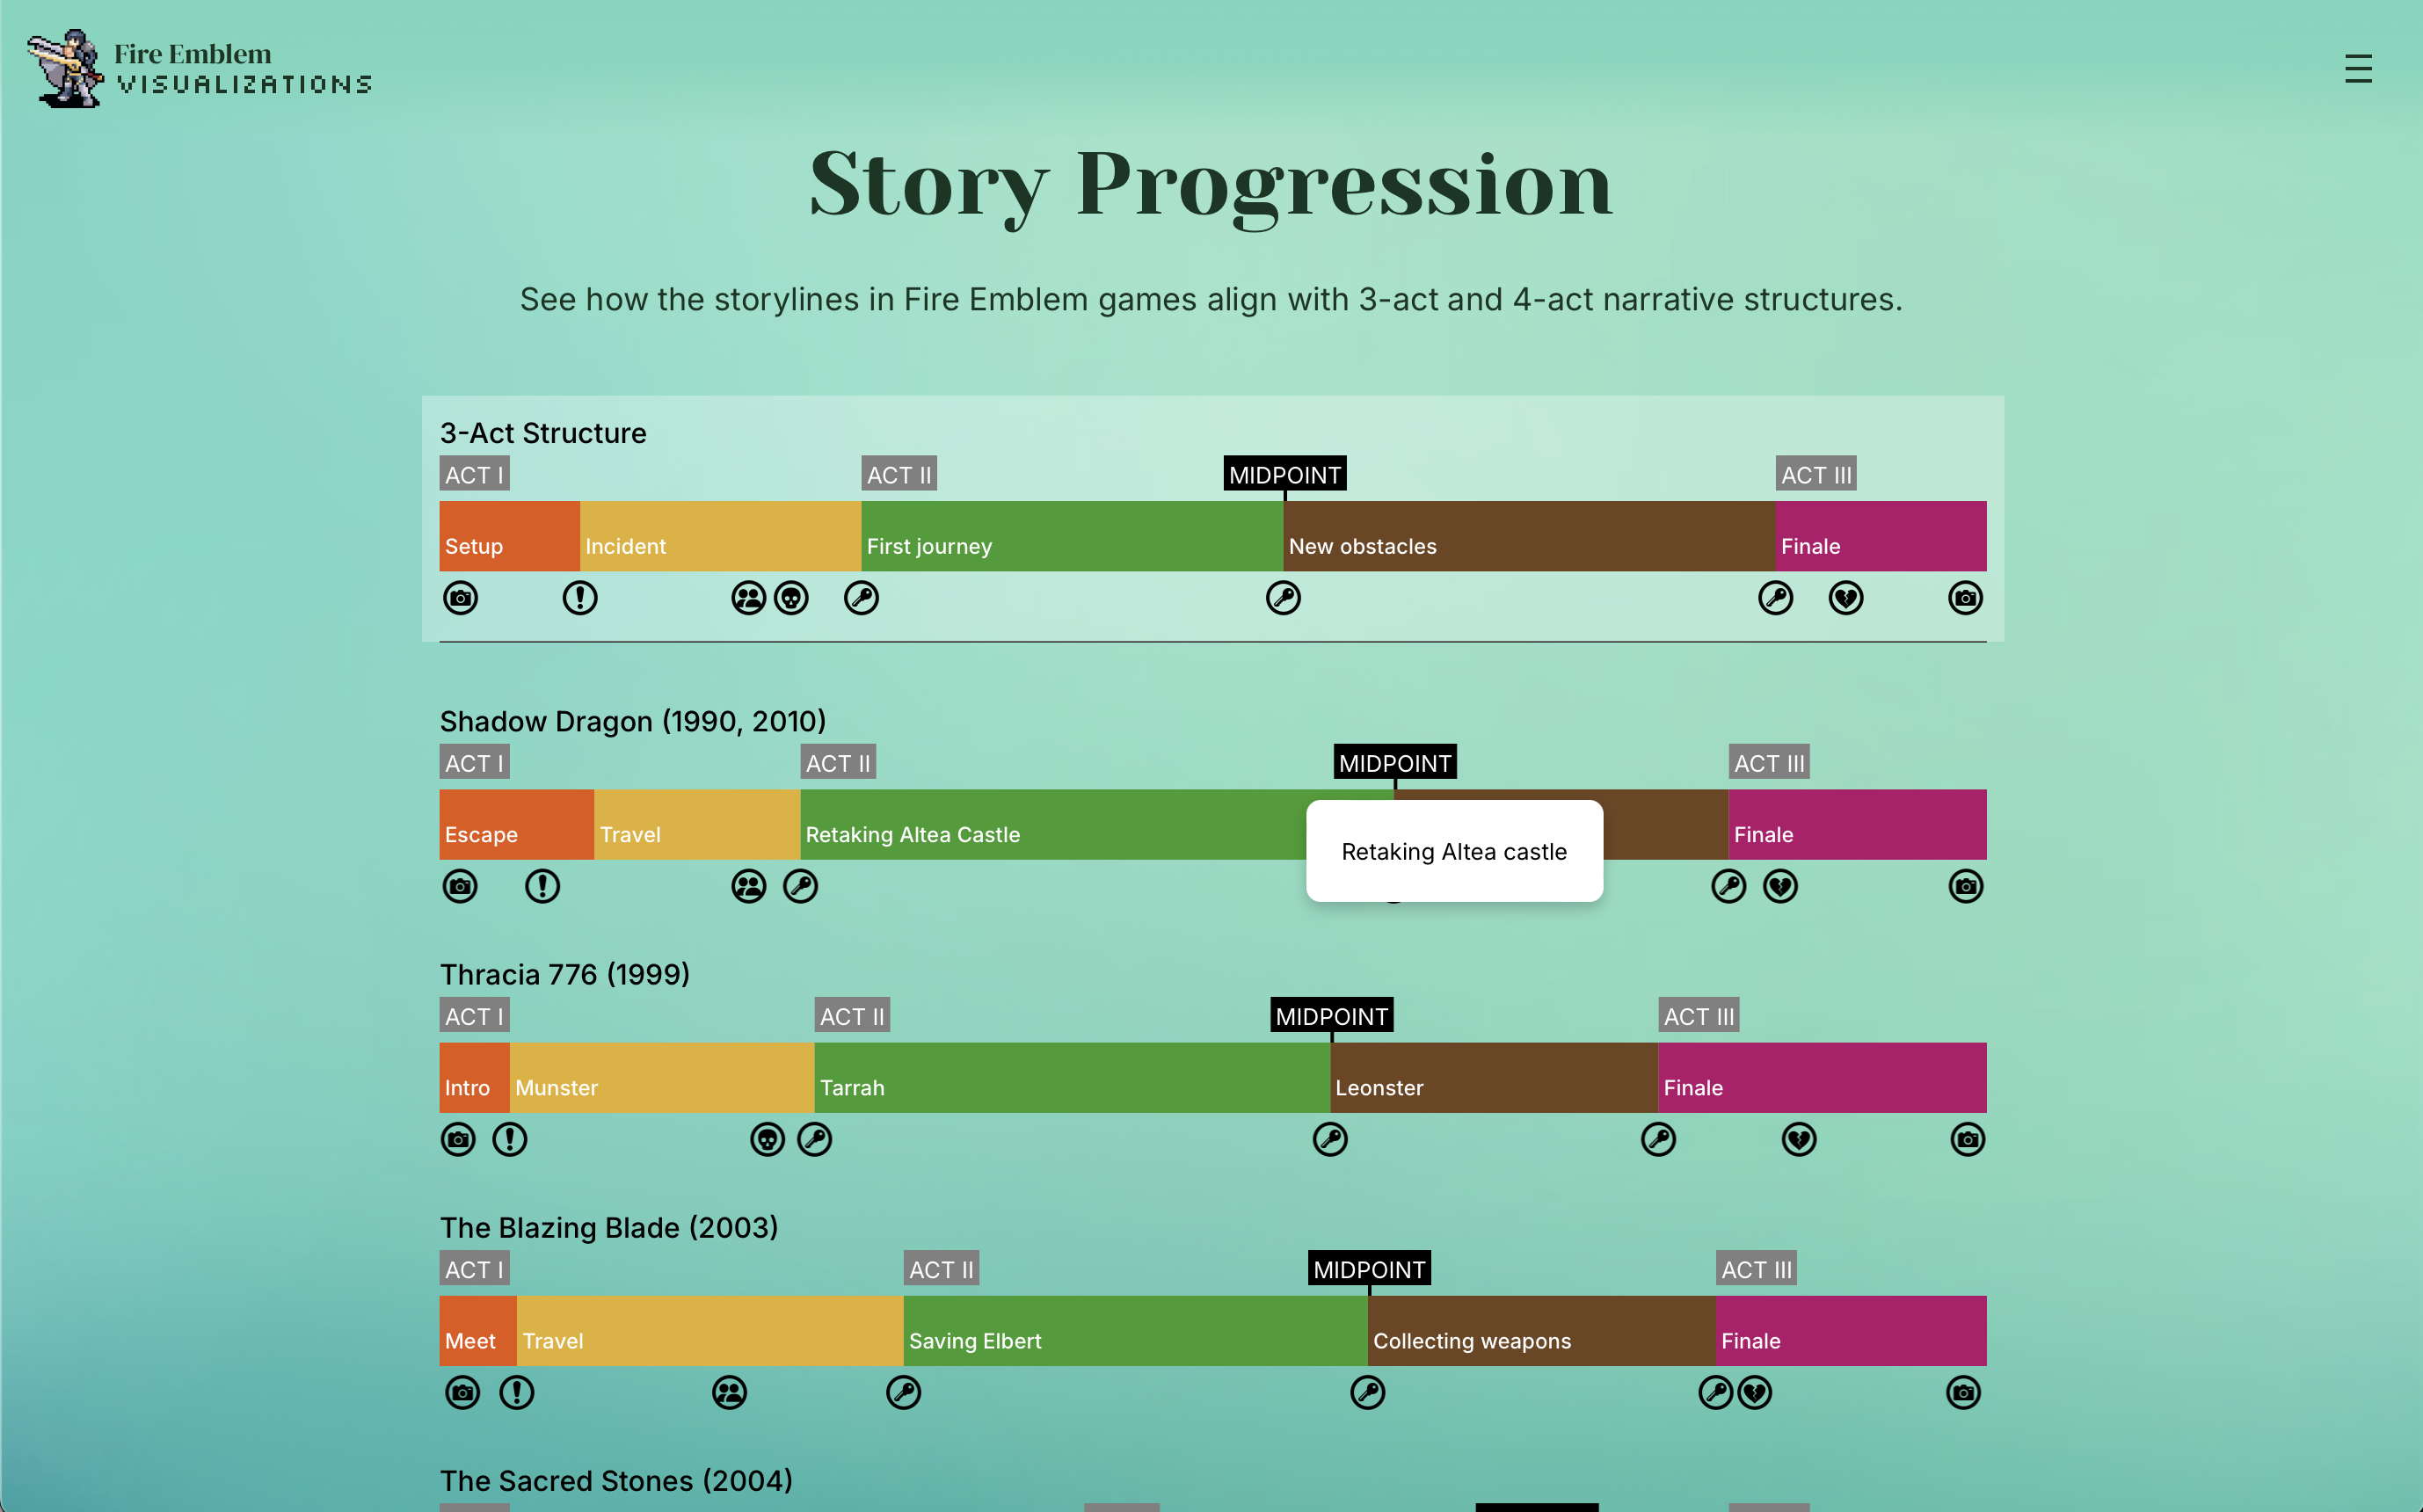 Fire Emblem
VISUALIZATIONS
Story Progression
See how the storylines in Fire Emblem games align with 3-act and 4-act narrative structures.
3-Act Structure
ACT I ACT II MIDPOINT ACT III
Setup Incident First journey New obstacles Finale
Shadow Dragon (1990, 2010)
ACT I ACT II MIDPOINT ACT III
Escape Travel Retaking Altea Castle Finale
Retaking Altea castle
Thracia 776 (1999)
ACT I ACT II MIDPOINT ACT III
Intro Munster Tarrah Leonster Finale
The Blazing Blade (2003)
ACT I ACT II MIDPOINT ACT III
Meet Travel Saving Elbert Collecting weapons Finale
The Sacred Stones (2004)